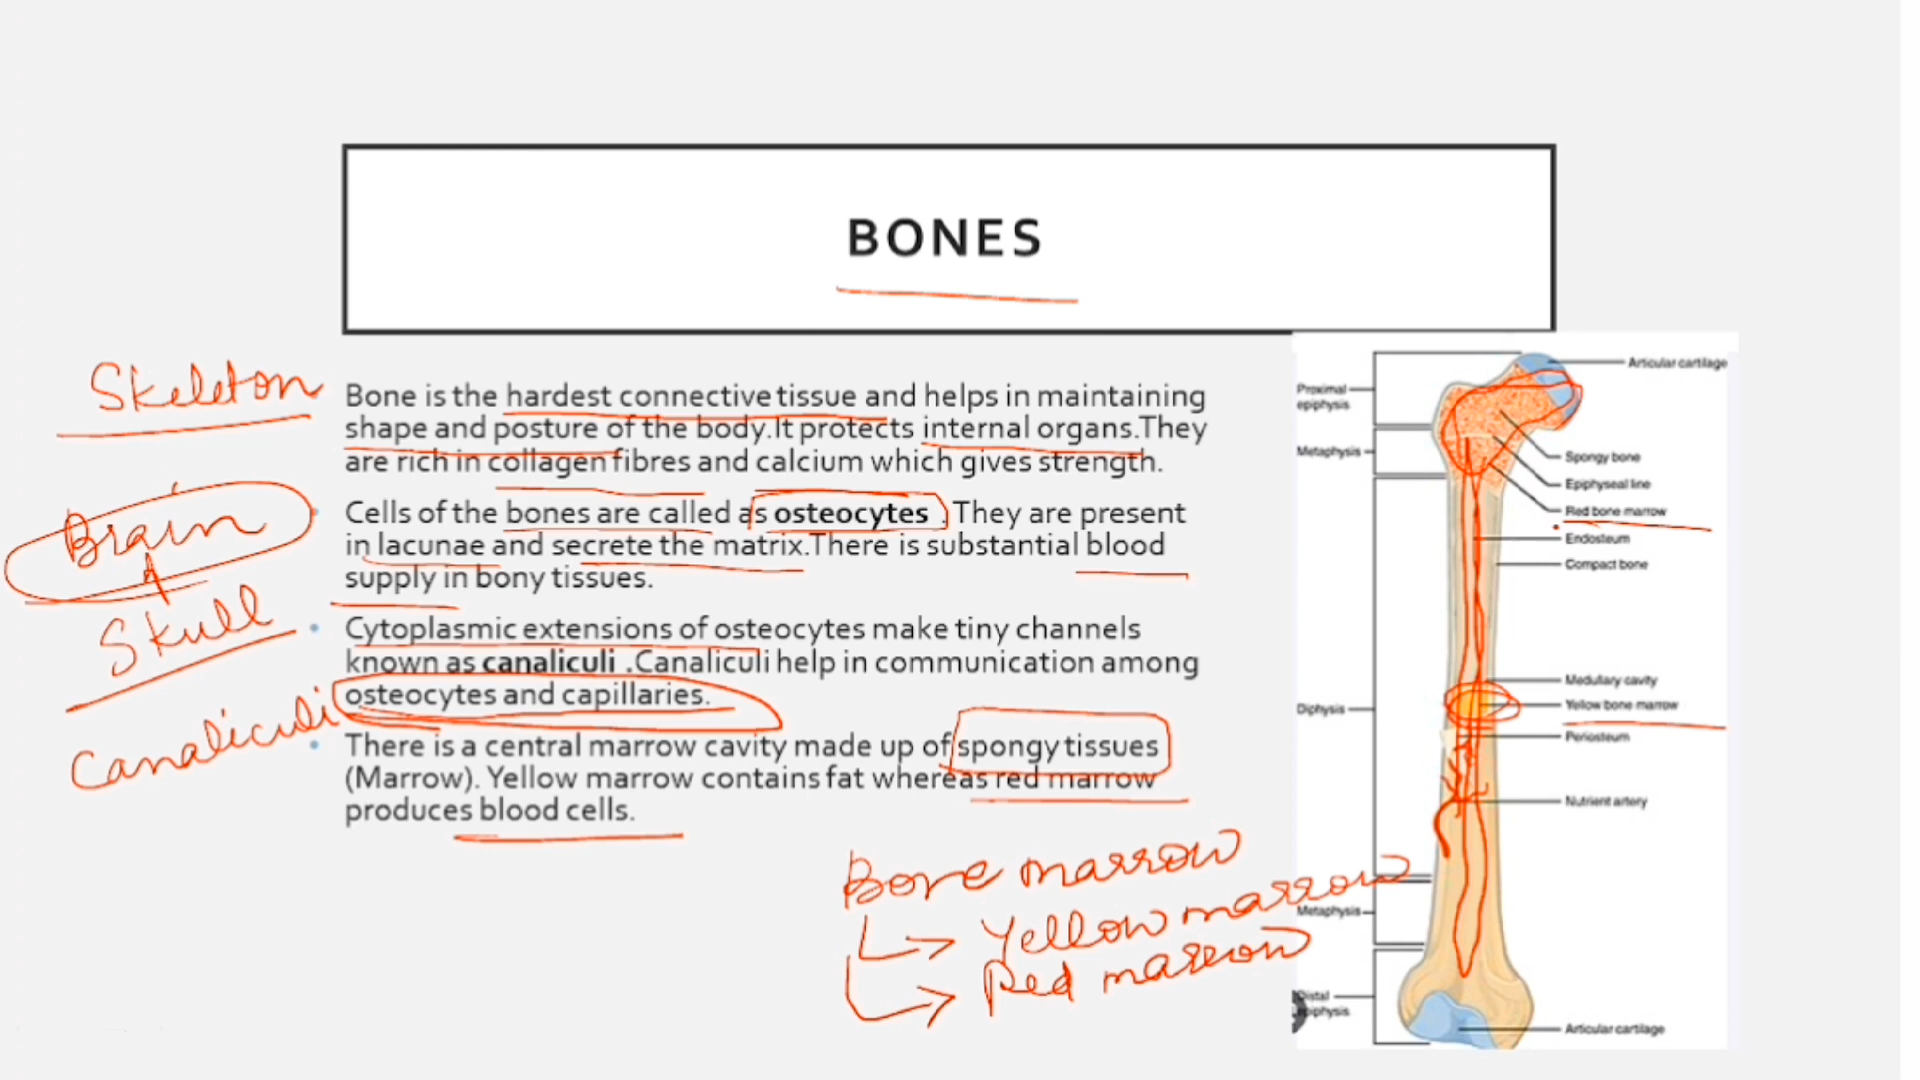 BONES
Skeleton
Bone is the hardest connective tissue and helps in maintaining
shape and posture of the body.It protects internal organs.They
are rich in collagen fibres and calcium which gives strength.
Brain
Skull
Cells of the bones are called as osteocytes .They are present
in lacunae and secrete the matrix.There is substantial blood
supply in bony tissues.
Cytoplasmic extensions of osteocytes make tiny channels
known as canaliculi .Canaliculi help in communication among
osteocytes and capillaries.
Canaliculi
There is a central marrow cavity made up of spongy tissues
(Marrow). Yellow marrow contains fat whereas red marrow
produces blood cells.
Bone marrow
Yellow marrow
Red marrow
Articular cartilage
Proximal
epiphysis
Metaphysis
Spongy bone
Epiphyseal line
Red bone marrow
Endosteum
Compact bone
Medullary cavity
Diphysis
Yellow bone marrow
Periosteum
Nutrient artery
Metaphysis
Distal
epiphysis
Articular cartilage